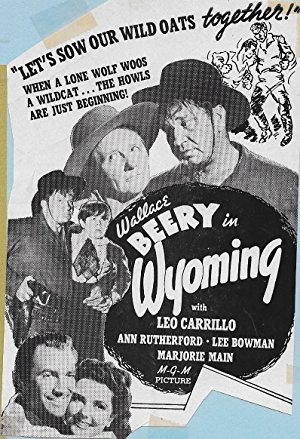 "LET'S SOW OUR WILD OATS together!"
WHEN A LONE WOLF WOOS
A WILDCAT...THE HOWLS
ARE JUST BEGINNING!
Wallace
BEERY in
Wyoming
with
LEO CARRILLO
ANN RUTHERFORD · LEE BOWMAN
MARJORIE MAIN
M-G-M
PICTURE